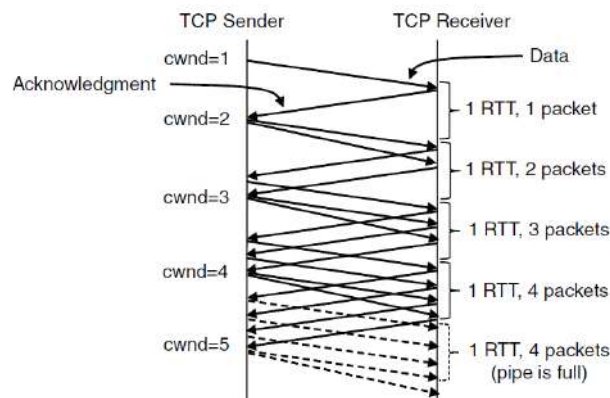 TCP Sender
TCP Receiver
cwnd=1
Data
Acknowledgment
1 RTT, 1 packet
cwnd=2
1 RTT, 2 packets
cwnd=3
1 RTT, 3 packets
cwnd=4
1 RTT, 4 packets
cwnd=5
1 RTT, 4 packets
(pipe is full)